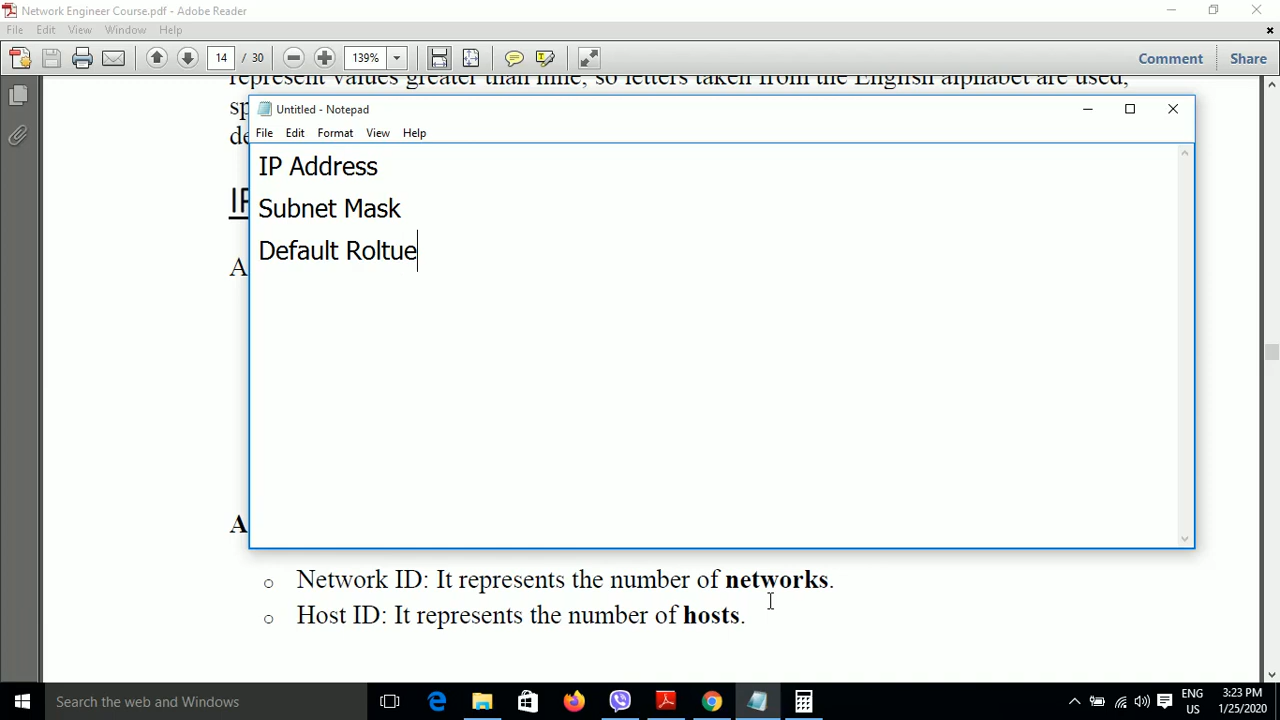 Network Engineer Course.pdf - Adobe Reader
File Edit View Window Help
14 / 30 139% Comment Share
represent values greater than nine, so letters taken from the English alphabet are used,
sp
de
Untitled - Notepad
File Edit Format View Help
IP Address
Subnet Mask
Default Roltue
IP
A
A
Network ID: It represents the number of networks.
Host ID: It represents the number of hosts.
Search the web and Windows
ENG 3:23 PM
US 1/25/2020